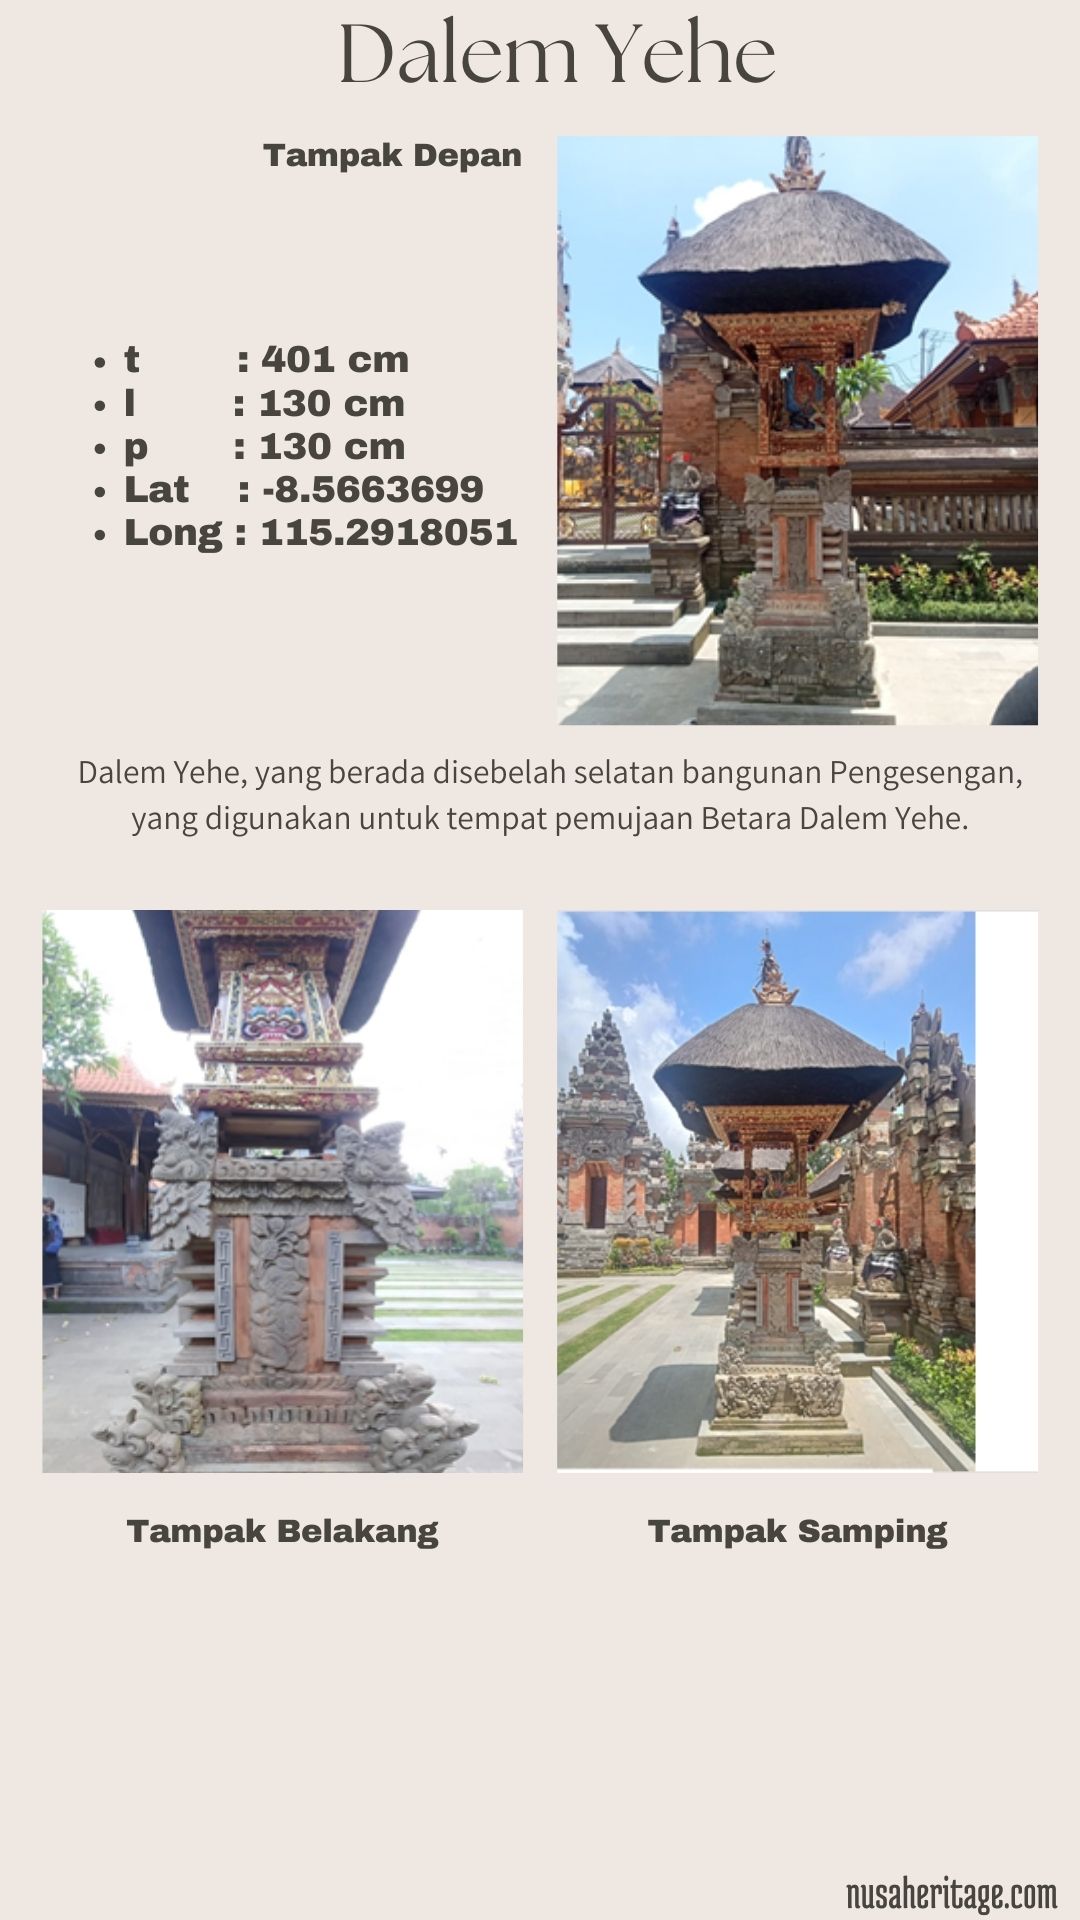 Dalem Yehe
Tampak Depan
• t : 401 cm
• l : 130 cm
• p : 130 cm
• Lat : -8.5663699
• Long : 115.2918051
Dalem Yehe, yang berada disebelah selatan bangunan Pengesengan,
yang digunakan untuk tempat pemujaan Betara Dalem Yehe.
Tampak Belakang
Tampak Samping
nusaheritage.com